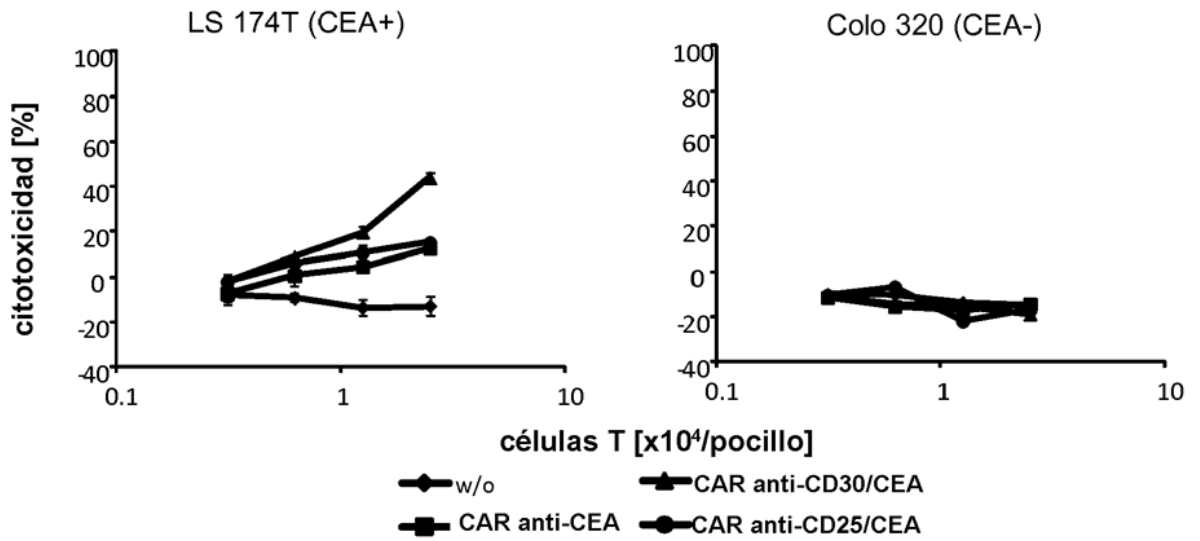 LS 174T (CEA+)
Colo 320 (CEA-)
citotoxicidad [%]
100
80
60
40
20
0
-20
-40
0.1
1
10
100
80
60
40
20
0
-20
-40
0.1
1
10
células T [x10⁴/pocillo]
w/o
CAR anti-CD30/CEA
CAR anti-CEA
CAR anti-CD25/CEA